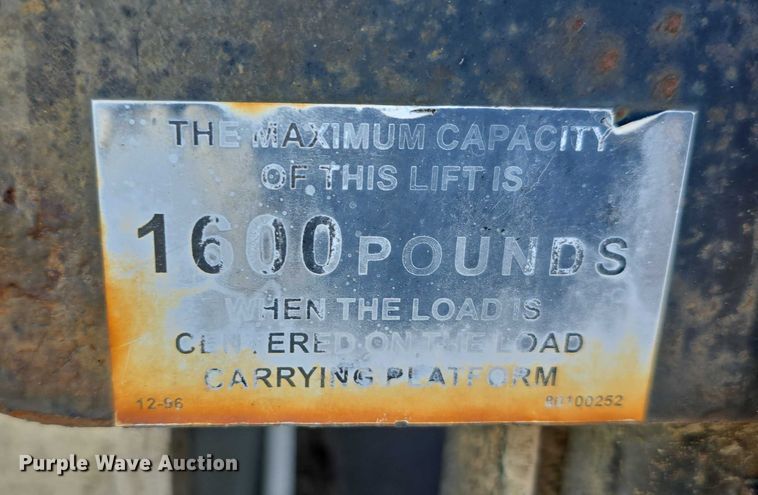 THE MAXIMUM CAPACITY
OF THIS LIFT IS
1600 POUNDS
WHEN THE LOAD IS
CENTERED ON THE LOAD
CARRYING PLATFORM
12-96 80100252
Purple Wave Auction